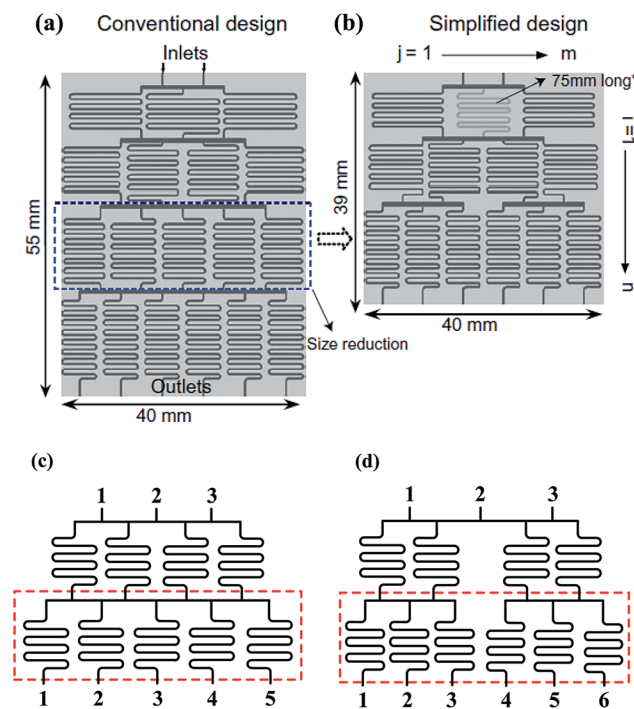 (a) Conventional design
Inlets
55 mm
Size reduction
Outlets
40 mm
(b) Simplified design
j = 1 m
75mm long*
i=1
n
39 mm
40 mm
(c)
1 2 3
1 2 3 4 5
(d)
1 2 3
1 2 3 4 5 6